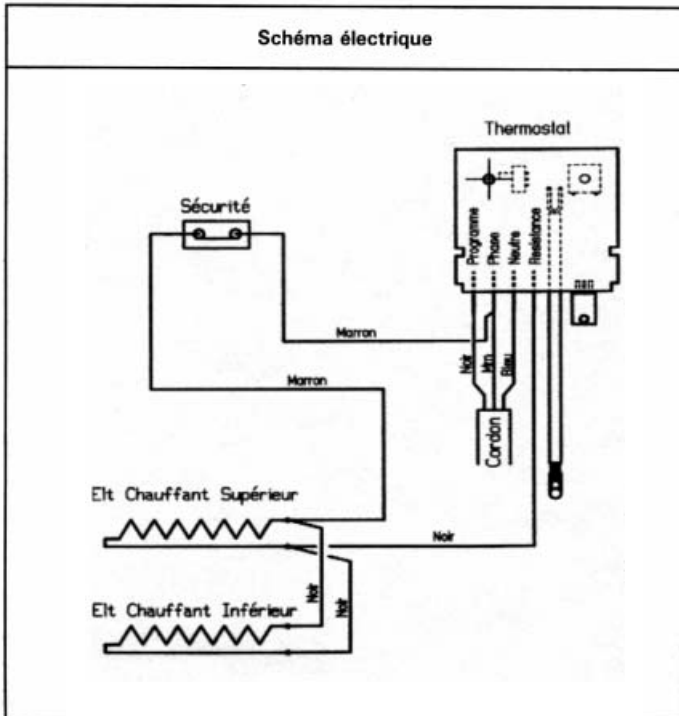 Schéma électrique
Thermostat
Sécurité
Programme
Phase
Neutre
Résistance
Marron
Noir
Mrn
Bleu
Marron
Cordon
Elt Chauffant Supérieur
Noir
Noir
Noir
Elt Chauffant Inférieur